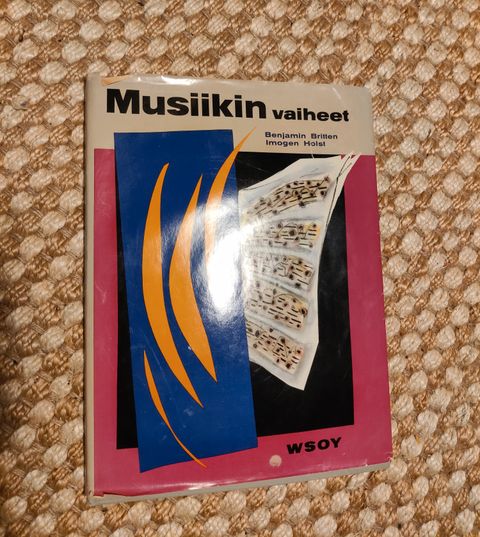 Musiikin vaiheet
Benjamin Britten
Imogen Holst
WSOY